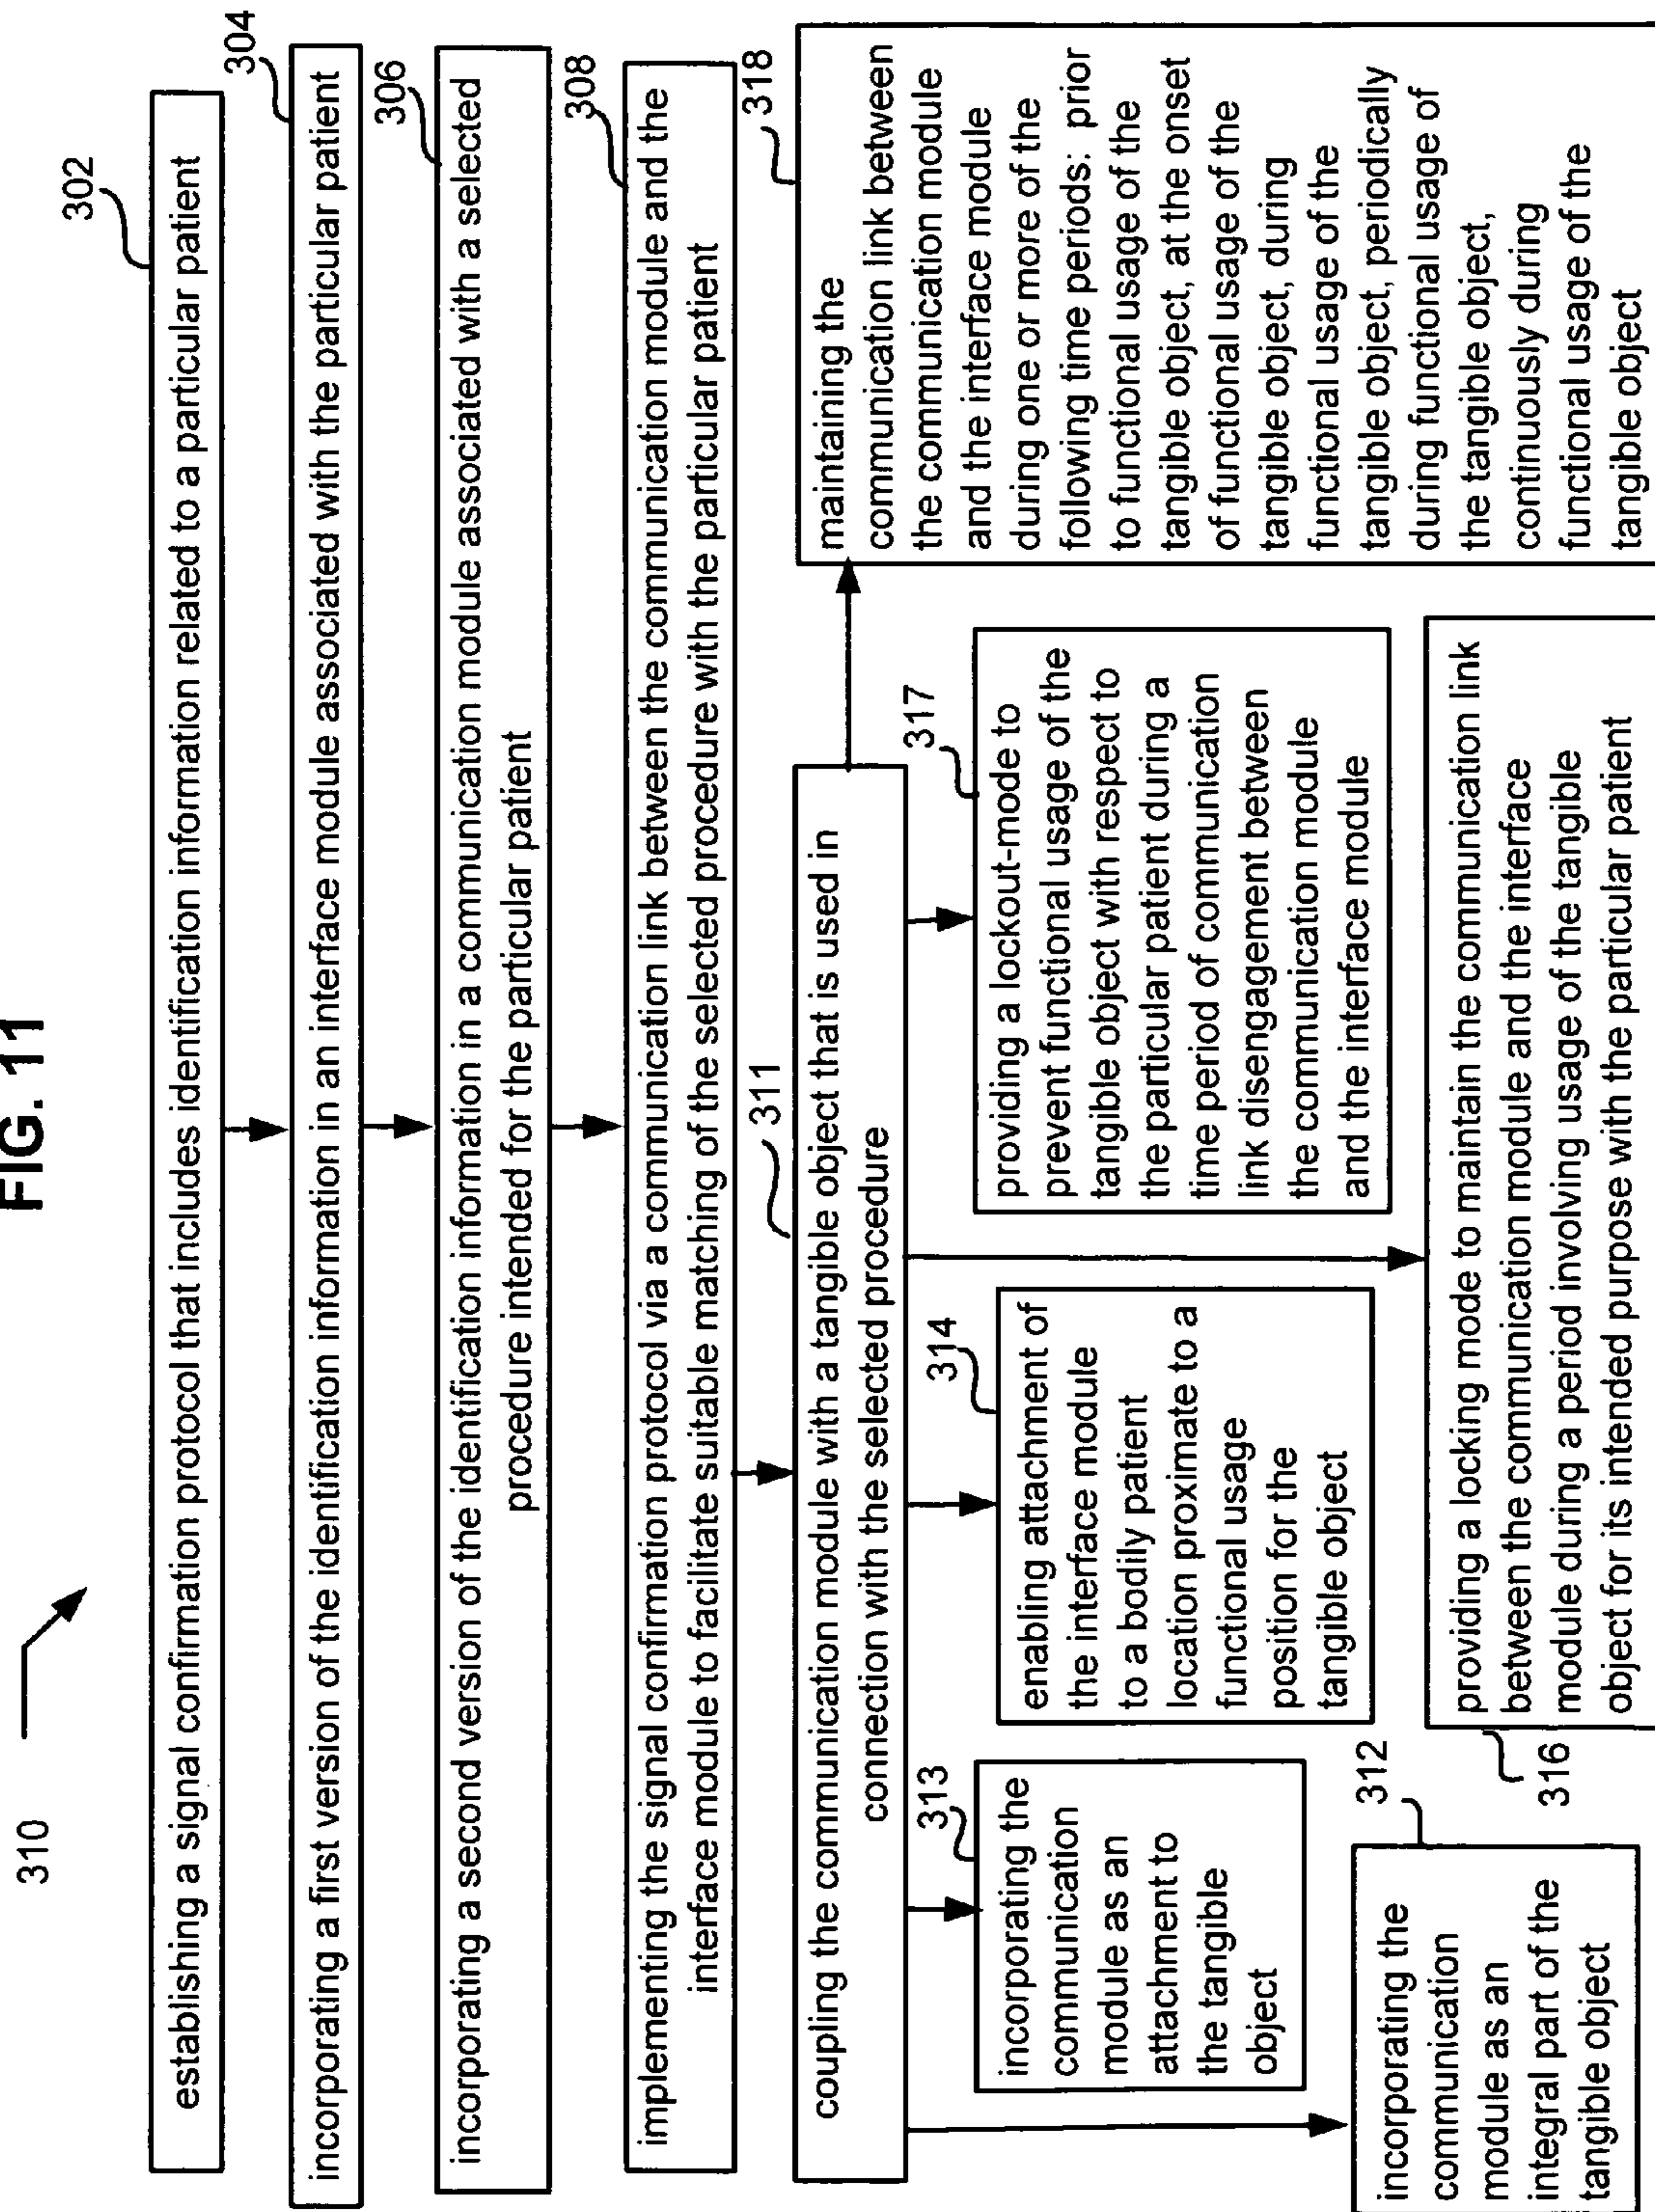 FIG. 11
310
302
establishing a signal confirmation protocol that includes identification information related to a particular patient
304
incorporating a first version of the identification information in an interface module associated with the particular patient
306
incorporating a second version of the identification information in a communication module associated with a selected
procedure intended for the particular patient
308
implementing the signal confirmation protocol via a communication link between the communication module and the
interface module to facilitate suitable matching of the selected procedure with the particular patient
311
coupling the communication module with a tangible object that is used in
connection with the selected procedure
318
maintaining the
communication link between
the communication module
and the interface module
during one or more of the
following time periods: prior
to functional usage of the
tangible object, at the onset
of functional usage of the
tangible object, during
functional usage of the
tangible object, periodically
during functional usage of
the tangible object,
continuously during
functional usage of the
tangible object
313
incorporating the
communication
module as an
attachment to
the tangible
object
314
enabling attachment of
the interface module
to a bodily patient
location proximate to a
functional usage
position for the
tangible object
317
providing a lockout-mode to
prevent functional usage of the
tangible object with respect to
the particular patient during a
time period of communication
link disengagement between
the communication module
and the interface module
312
incorporating the
communication
module as an
integral part of the
tangible object
316
providing a locking mode to maintain the communication link
between the communication module and the interface
module during a period involving usage of the tangible
object for its intended purpose with the particular patient